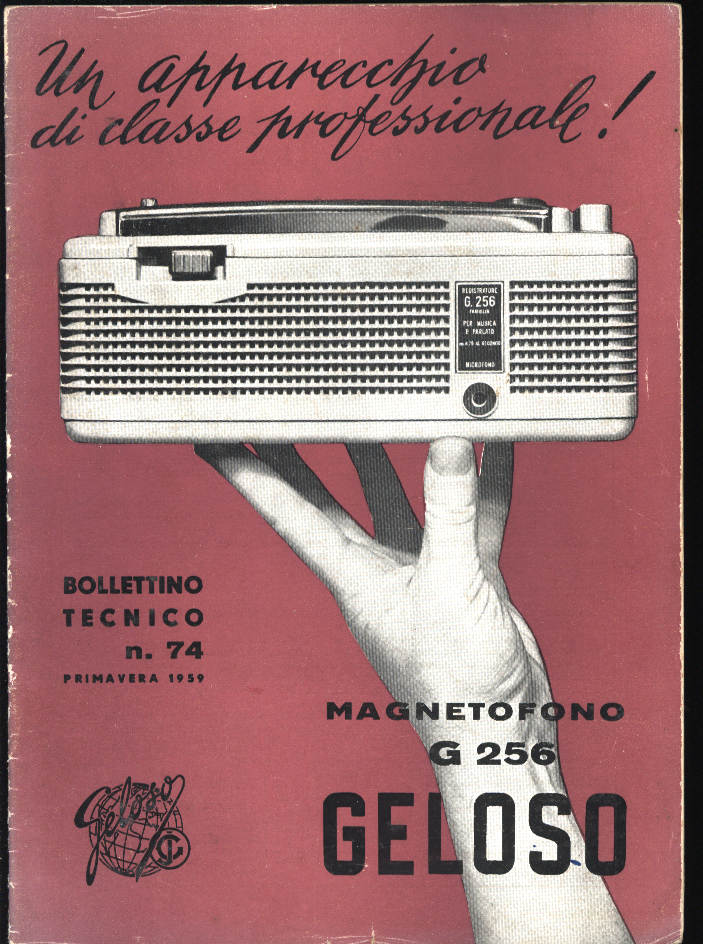 Un apparecchio
di classe professionale!
REGISTRATORE
G. 256
PER MUSICA
E PARLATO
MICROFONO
BOLLETTINO
TECNICO
n. 74
PRIMAVERA 1959
MAGNETOFONO
G 256
GELOSO
Geloso